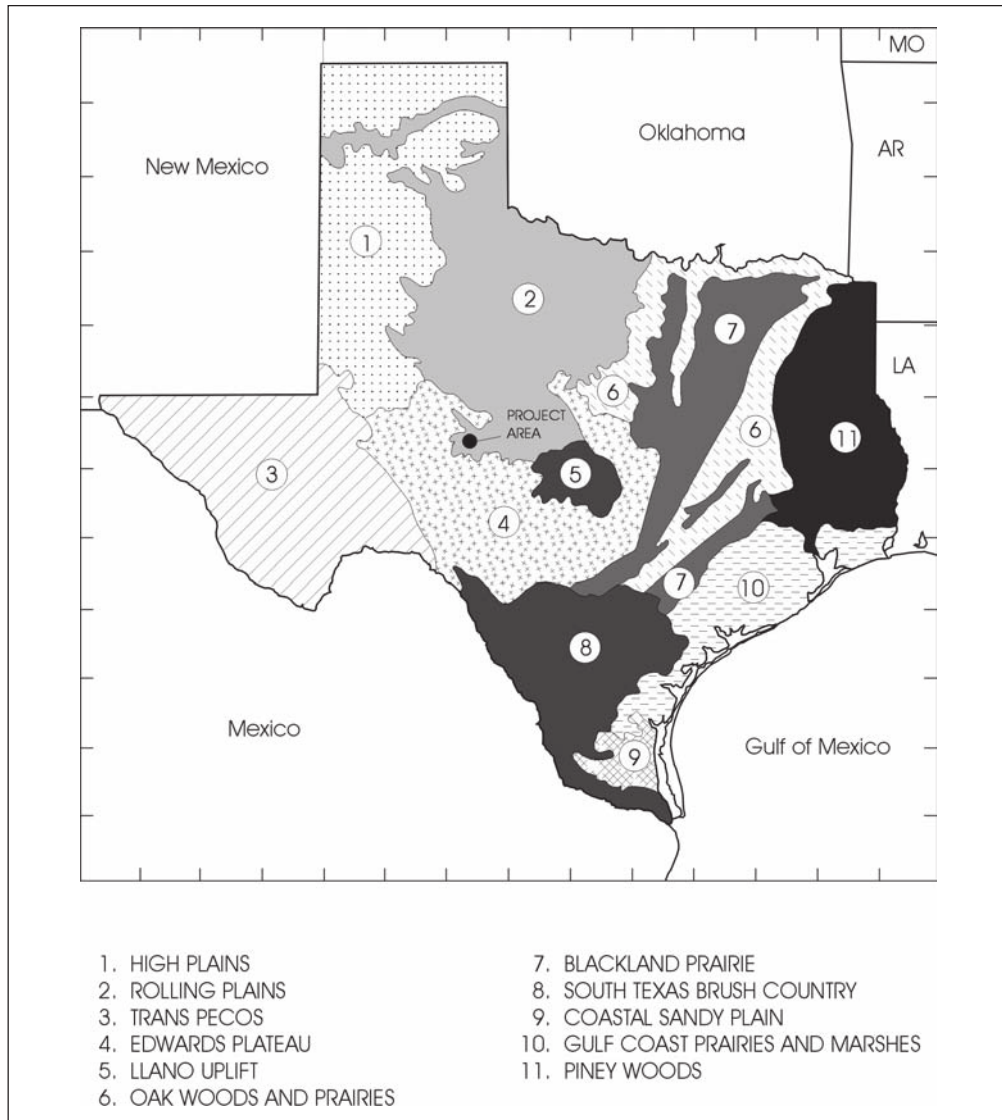 MO
Oklahoma
AR
New Mexico
1
2
7
LA
6
PROJECT
AREA
6
11
3
5
4
10
7
8
Mexico
9
Gulf of Mexico
1. HIGH PLAINS
2. ROLLING PLAINS
3. TRANS PECOS
4. EDWARDS PLATEAU
5. LLANO UPLIFT
6. OAK WOODS AND PRAIRIES
7. BLACKLAND PRAIRIE
8. SOUTH TEXAS BRUSH COUNTRY
9. COASTAL SANDY PLAIN
10. GULF COAST PRAIRIES AND MARSHES
11. PINEY WOODS